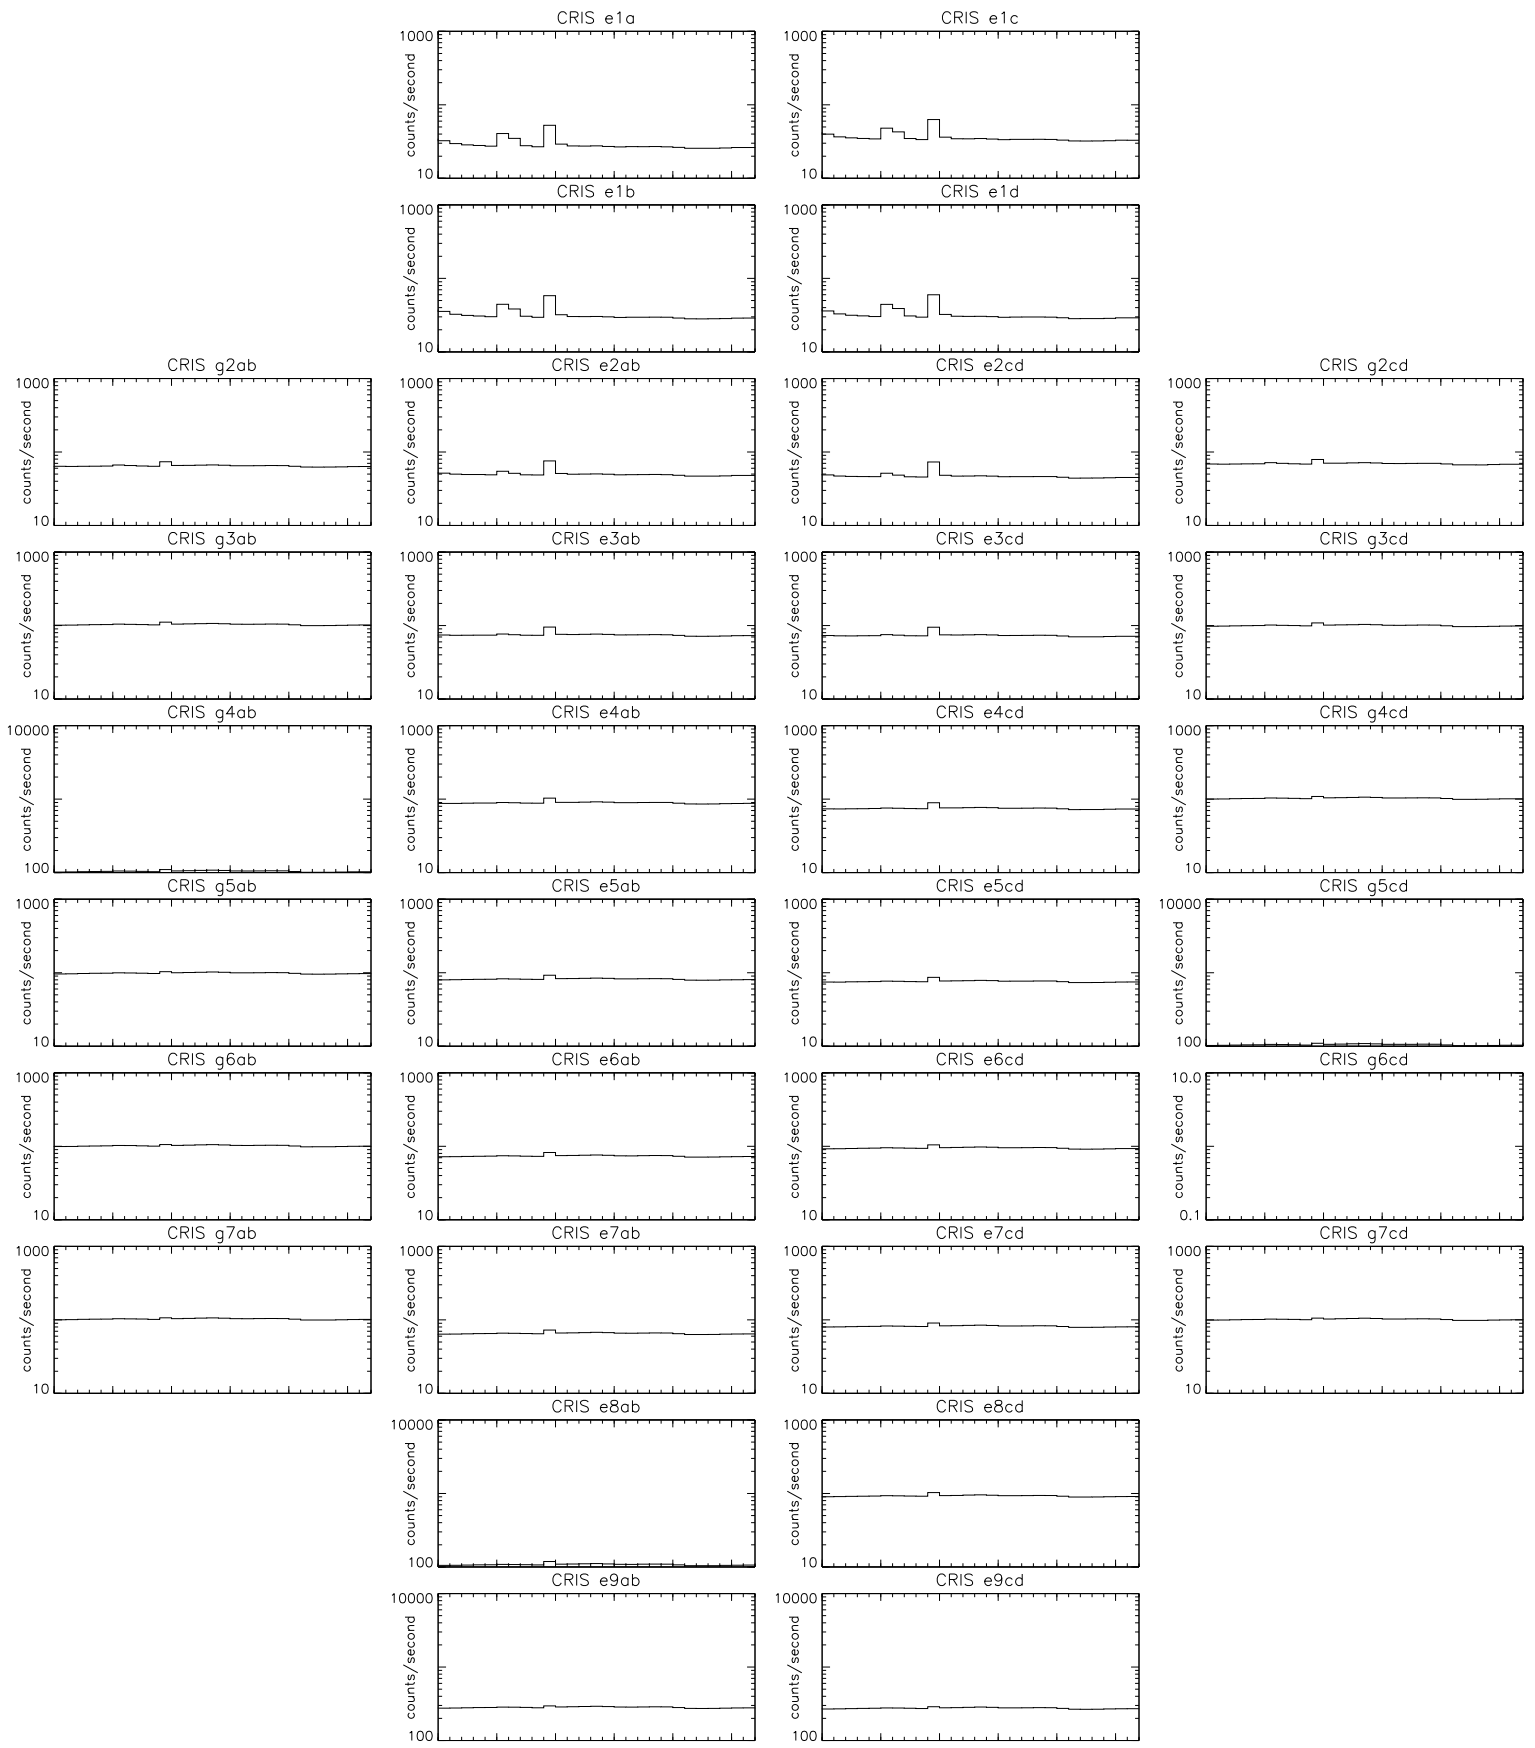 CRIS e1a
1000
counts/second
10
CRIS e1c
1000
counts/second
10
CRIS e1b
1000
counts/second
10
CRIS e1d
1000
counts/second
10
CRIS g2ab
1000
counts/second
10
CRIS e2ab
1000
counts/second
10
CRIS e2cd
1000
counts/second
10
CRIS g2cd
1000
counts/second
10
CRIS g3ab
1000
counts/second
10
CRIS e3ab
1000
counts/second
10
CRIS e3cd
1000
counts/second
10
CRIS g3cd
1000
counts/second
10
CRIS g4ab
10000
counts/second
100
CRIS e4ab
1000
counts/second
10
CRIS e4cd
1000
counts/second
10
CRIS g4cd
1000
counts/second
10
CRIS g5ab
1000
counts/second
10
CRIS e5ab
1000
counts/second
10
CRIS e5cd
1000
counts/second
10
CRIS g5cd
10000
counts/second
100
CRIS g6ab
1000
counts/second
10
CRIS e6ab
1000
counts/second
10
CRIS e6cd
1000
counts/second
10
CRIS g6cd
10.0
counts/second
0.1
CRIS g7ab
1000
counts/second
10
CRIS e7ab
1000
counts/second
10
CRIS e7cd
1000
counts/second
10
CRIS g7cd
1000
counts/second
10
CRIS e8ab
10000
counts/second
100
CRIS e8cd
1000
counts/second
10
CRIS e9ab
10000
counts/second
100
CRIS e9cd
10000
counts/second
100